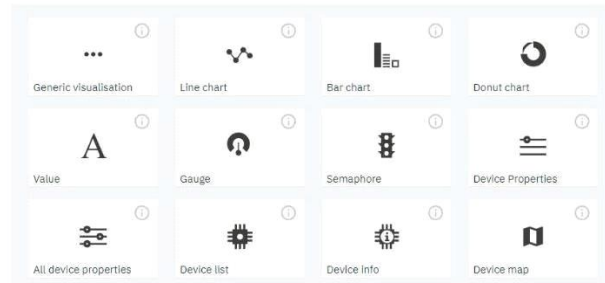 Generic visualisation
Line chart
Bar chart
Donut chart
A
Value
Gauge
Semaphore
Device Properties
All device properties
Device list
Device info
Device map